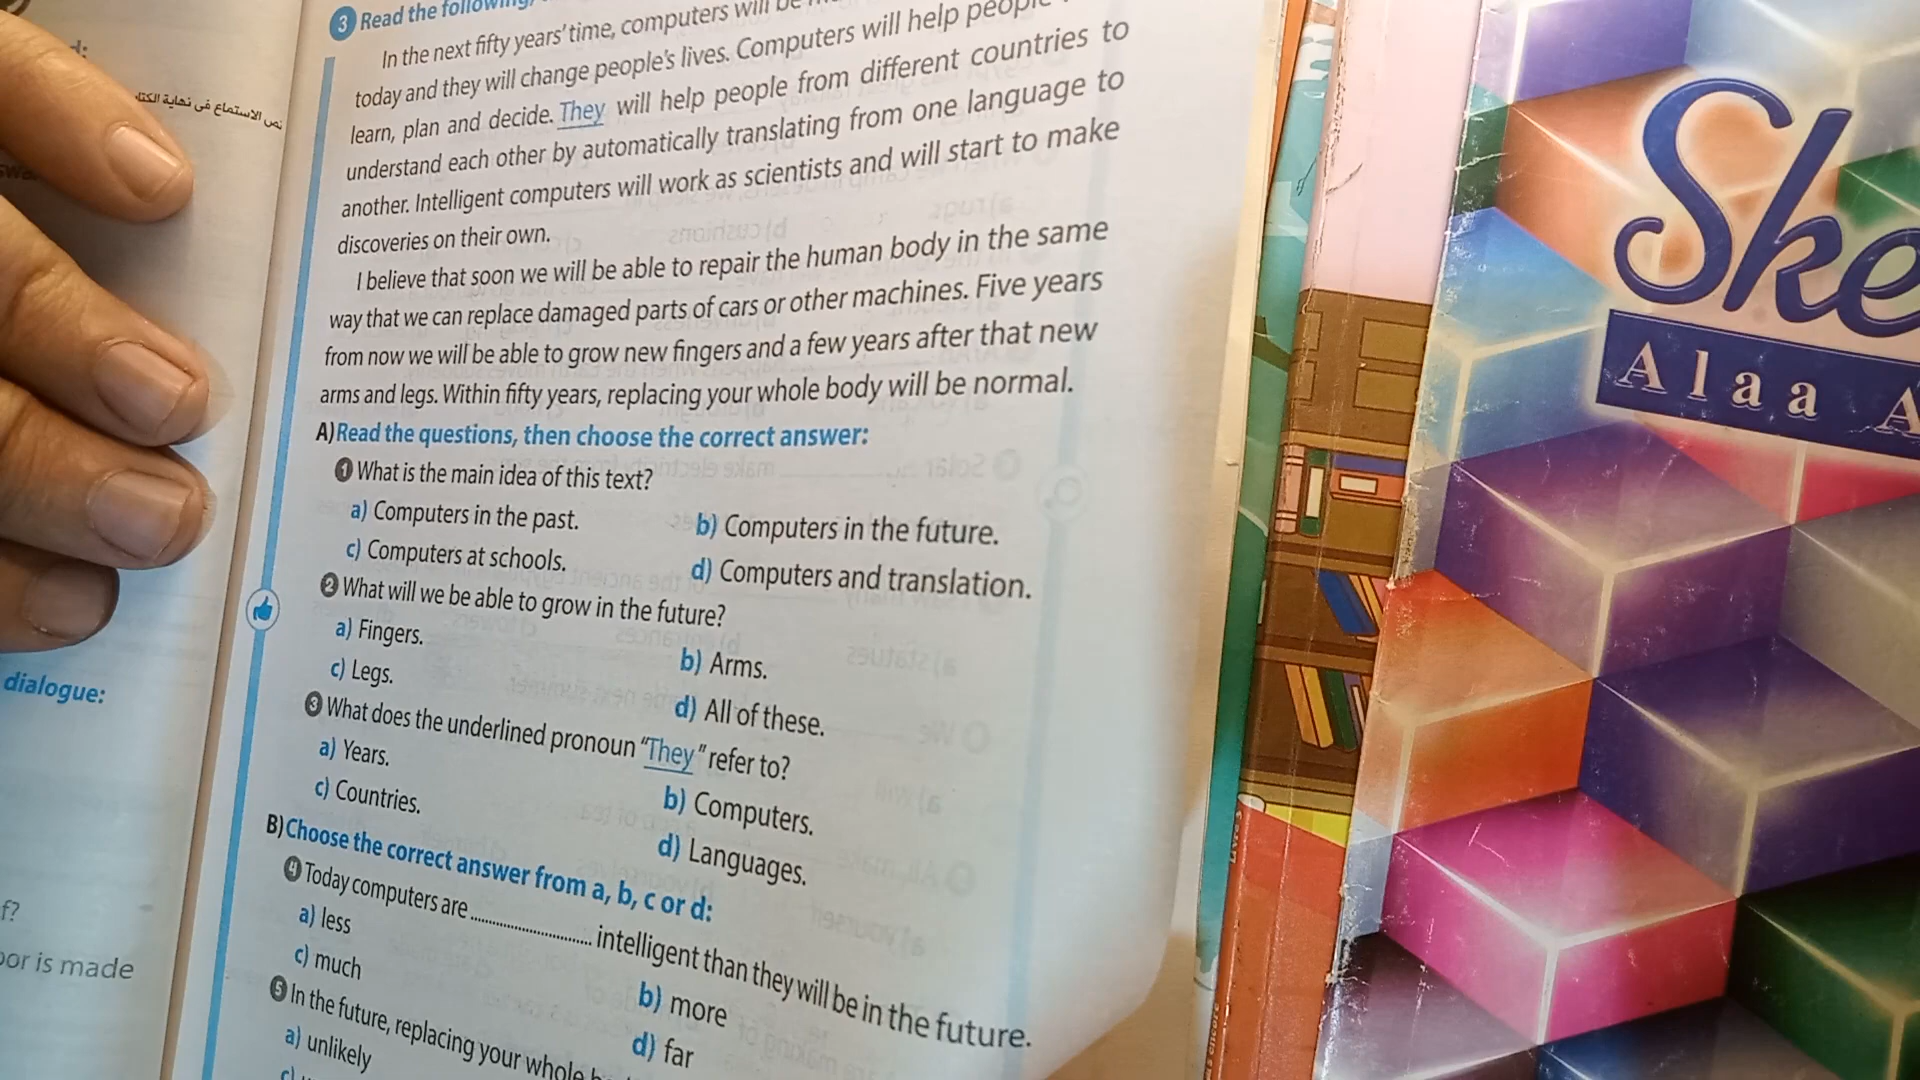 3 Read the following,
In the next fifty years' time, computers will be
today and they will change people's lives. Computers will help people
learn, plan and decide. They will help people from different countries to
understand each other by automatically translating from one language to
another. Intelligent computers will work as scientists and will start to make
discoveries on their own.
I believe that soon we will be able to repair the human body in the same
way that we can replace damaged parts of cars or other machines. Five years
from now we will be able to grow new fingers and a few years after that new
arms and legs. Within fifty years, replacing your whole body will be normal.
A) Read the questions, then choose the correct answer:
1 What is the main idea of this text?
a) Computers in the past. b) Computers in the future.
c) Computers at schools. d) Computers and translation.
2 What will we be able to grow in the future?
a) Fingers. b) Arms.
c) Legs. d) All of these.
3 What does the underlined pronoun "They" refer to?
a) Years. b) Computers.
c) Countries. d) Languages.
B) Choose the correct answer from a, b, c or d:
4 Today computers are .............................. intelligent than they will be in the future.
a) less b) more
c) much d) far
5 In the future, replacing your whole
a) unlikely
نص الاستماع فى نهاية
dialogue:
f?
is made
Ske
Alaa A